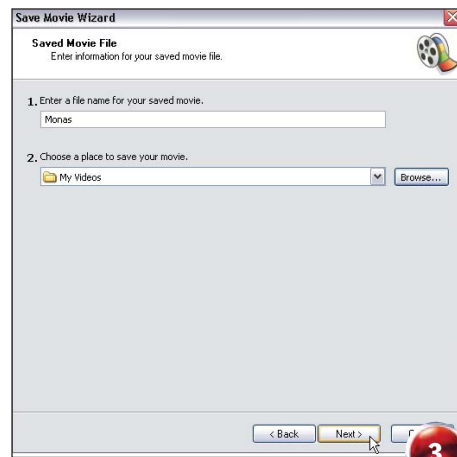 Save Movie Wizard
Saved Movie File
Enter information for your saved movie file.
1. Enter a file name for your saved movie.
Monas
2. Choose a place to save your movie.
My Videos
Browse...
< Back
Next >
3